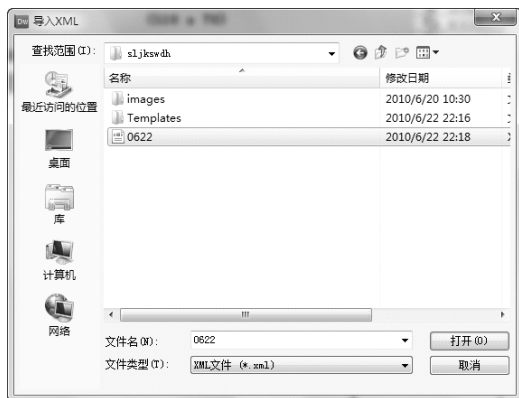 Dw 导入XML
查找范围(I): sljkswdh
名称 修改日期
images 2010/6/20 10:30
Templates 2010/6/22 22:16
0622 2010/6/22 22:18
最近访问的位置
桌面
库
计算机
网络
文件名(N): 0622 打开(O)
文件类型(T): XML文件 (*.xml) 取消